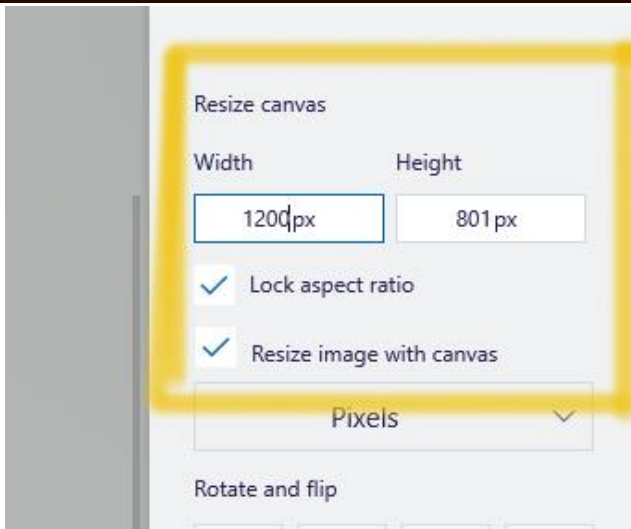 Resize canvas
Width Height
1200px 801px
Lock aspect ratio
Resize image with canvas
Pixels
Rotate and flip